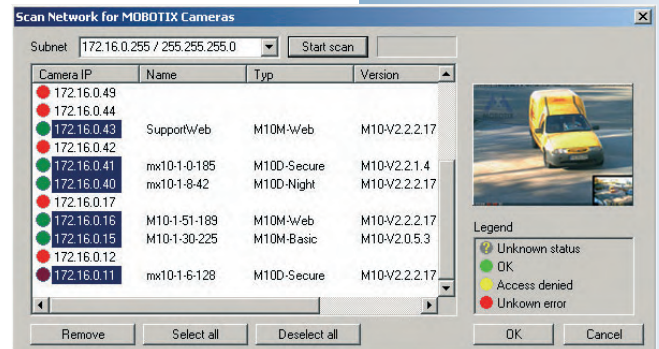 Scan Network for MOBOTIX Cameras
Subnet 172.16.0.255 / 255.255.255.0 Start scan
Camera IP Name Typ Version
172.16.0.49
172.16.0.44
172.16.0.43 SupportWeb M10M-Web M10-V2.2.2.17
172.16.0.42
172.16.0.41 mx10-1-0-185 M10D-Secure M10-V2.2.1.4
172.16.0.40 mx10-1-8-42 M10D-Night M10-V2.2.2.17
172.16.0.17
172.16.0.16 M10-1-51-189 M10M-Web M10-V2.2.2.17
172.16.0.15 M10-1-30-225 M10M-Basic M10-V2.0.5.3
172.16.0.12
172.16.0.11 mx10-1-6-128 M10D-Secure M10-V2.2.2.17
Legend
? Unknown status
OK
Access denied
Unkown error
Remove Select all Deselect all OK Cancel